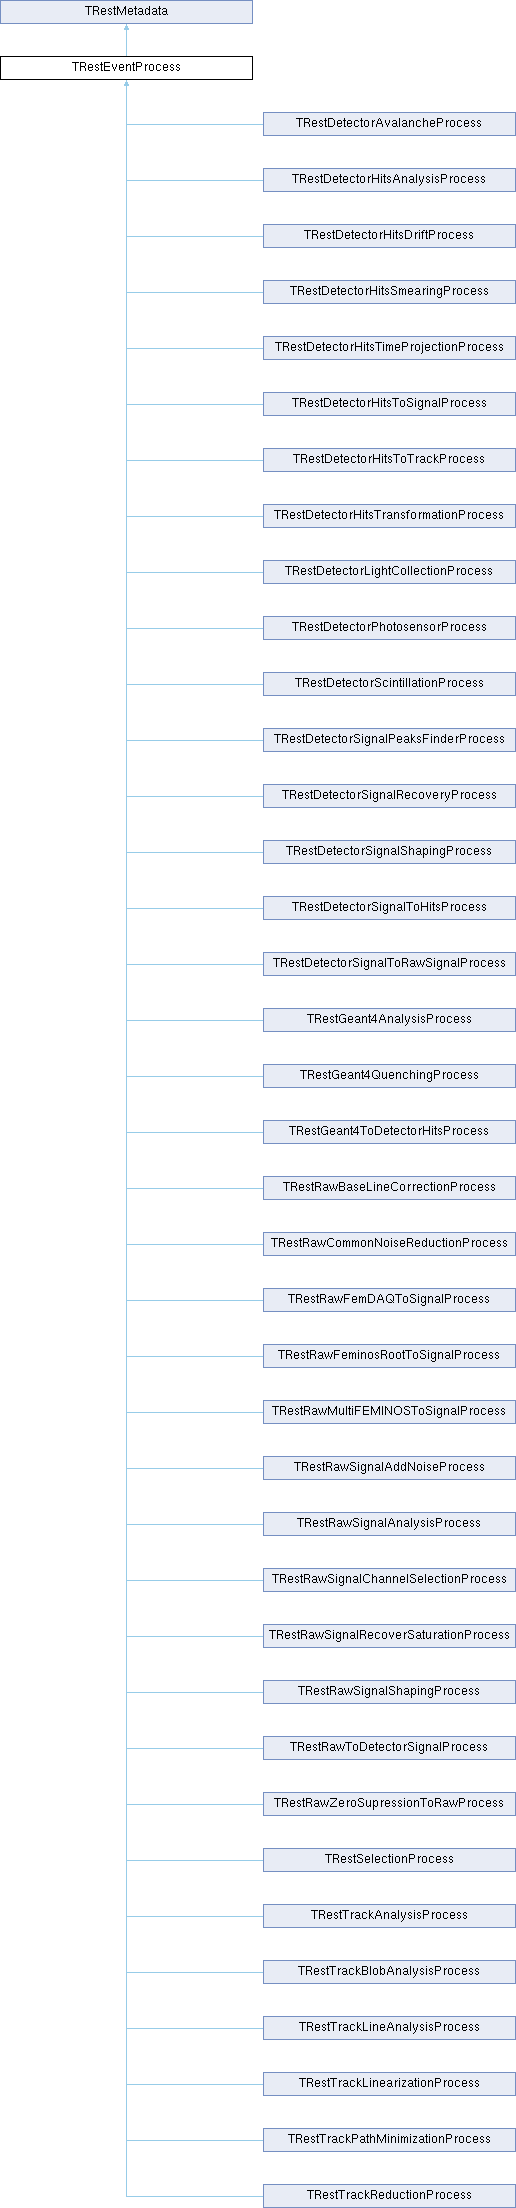 TRestMetadata
TRestEventProcess
TRestDetectorAvalancheProcess
TRestDetectorHitsAnalysisProcess
TRestDetectorHitsDriftProcess
TRestDetectorHitsSmearingProcess
TRestDetectorHitsTimeProjectionProcess
TRestDetectorHitsToSignalProcess
TRestDetectorHitsToTrackProcess
TRestDetectorHitsTransformationProcess
TRestDetectorLightCollectionProcess
TRestDetectorPhotosensorProcess
TRestDetectorScintillationProcess
TRestDetectorSignalPeaksFinderProcess
TRestDetectorSignalRecoveryProcess
TRestDetectorSignalShapingProcess
TRestDetectorSignalToHitsProcess
TRestDetectorSignalToRawSignalProcess
TRestGeant4AnalysisProcess
TRestGeant4QuenchingProcess
TRestGeant4ToDetectorHitsProcess
TRestRawBaseLineCorrectionProcess
TRestRawCommonNoiseReductionProcess
TRestRawFemDAQToSignalProcess
TRestRawFeminosRootToSignalProcess
TRestRawMultiFEMINOSToSignalProcess
TRestRawSignalAddNoiseProcess
TRestRawSignalAnalysisProcess
TRestRawSignalChannelSelectionProcess
TRestRawSignalRecoverSaturationProcess
TRestRawSignalShapingProcess
TRestRawToDetectorSignalProcess
TRestRawZeroSupressionToRawProcess
TRestSelectionProcess
TRestTrackAnalysisProcess
TRestTrackBlobAnalysisProcess
TRestTrackLineAnalysisProcess
TRestTrackLinearizationProcess
TRestTrackPathMinimizationProcess
TRestTrackReductionProcess